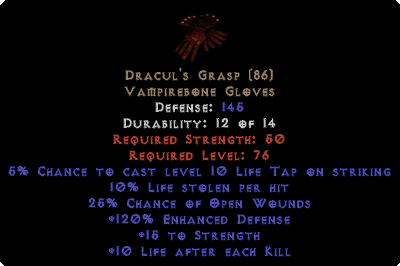 Dracul's Grasp (86)
Vampirebone Gloves
Defense: 145
Durability: 12 of 14
Required Strength: 50
Required Level: 76
5% Chance to cast level 10 Life Tap on striking
10% Life stolen per hit
25% Chance of Open Wounds
+120% Enhanced Defense
+15 to Strength
+10 Life after each Kill